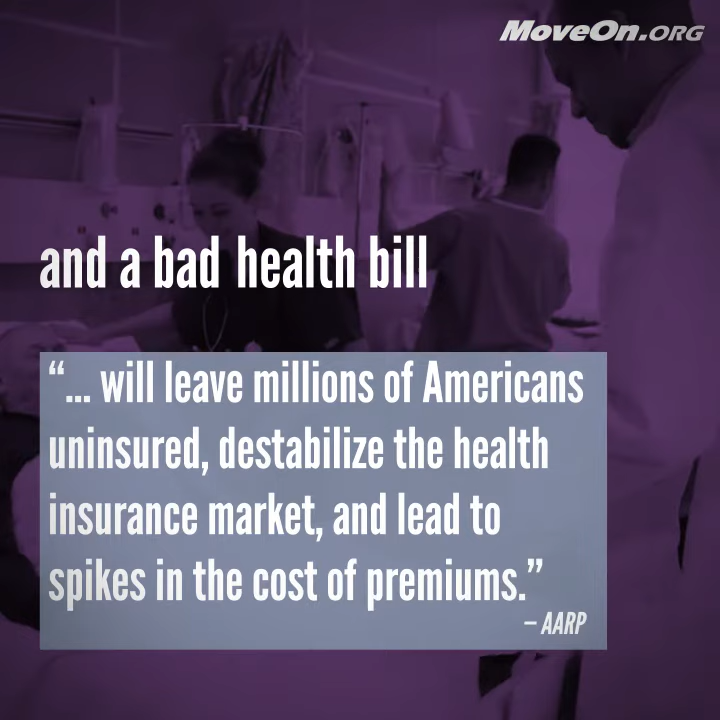 MoveOn.ORG
and a bad health bill
“... will leave millions of Americans
uninsured, destabilize the health
insurance market, and lead to
spikes in the cost of premiums.”
– AARP